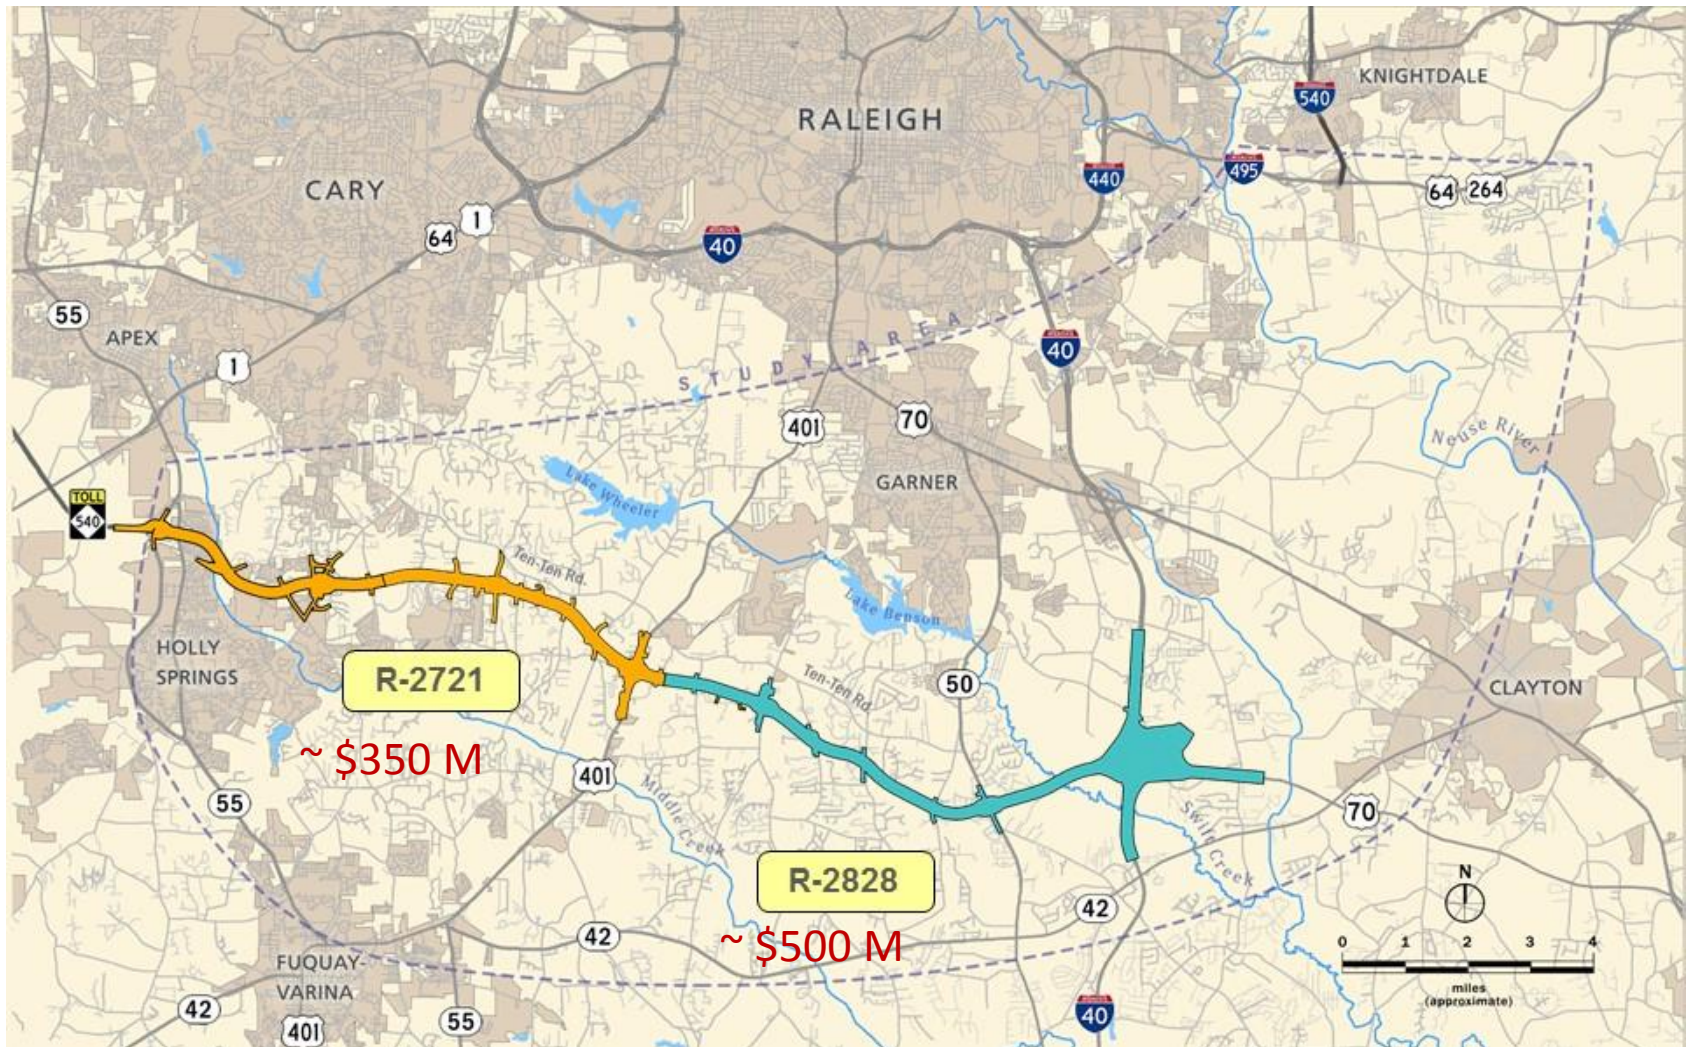 KNIGHTDALE
540
RALEIGH
CARY
440
495
64
264
1
64
40
55
APEX
1
STUDY AREA
40
401
70
Neuse River
GARNER
Lake Wheeler
TOLL
540
Ten-Ten Rd.
Lake Benson
HOLLY
SPRINGS
R-2721
Ten-Ten Rd.
50
CLAYTON
~ $350 M
401
Middle Creek
55
70
Swift Creek
R-2828
N
42
42
~ $500 M
0 1 2 3 4
miles
(approximate)
FUQUAY-
VARINA
42
401
55
40